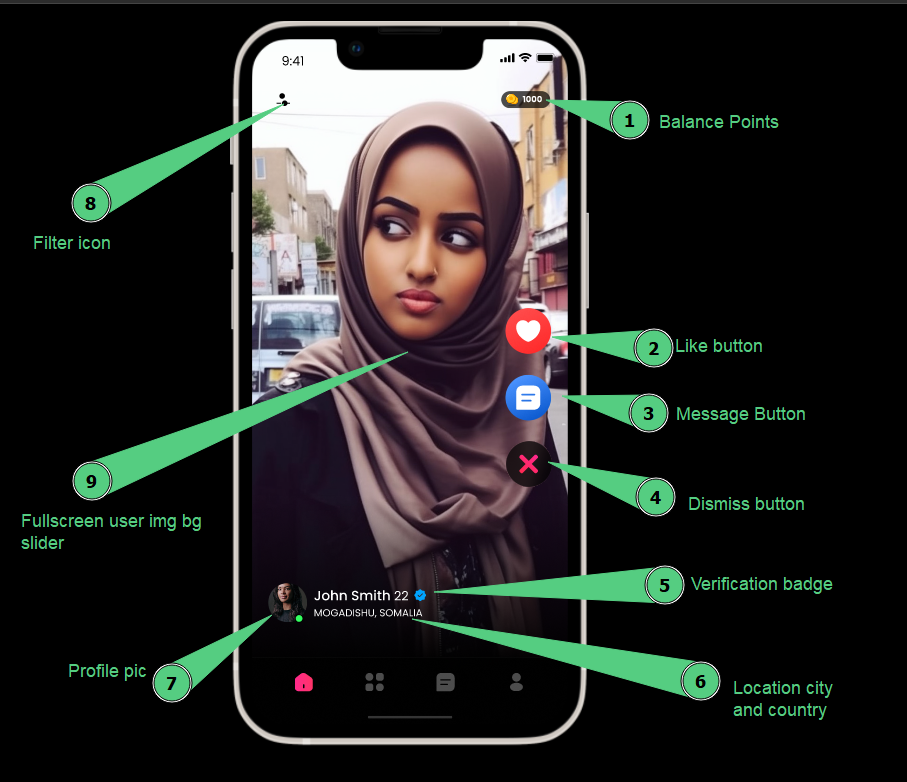 9:41
1000
1
Balance Points
8
Filter icon
2
Like button
3
Message Button
9
Fullscreen user img bg
slider
4
Dismiss button
5
Verification badge
John Smith 22
MOGADISHU, SOMALIA
7
Profile pic
6
Location city
and country